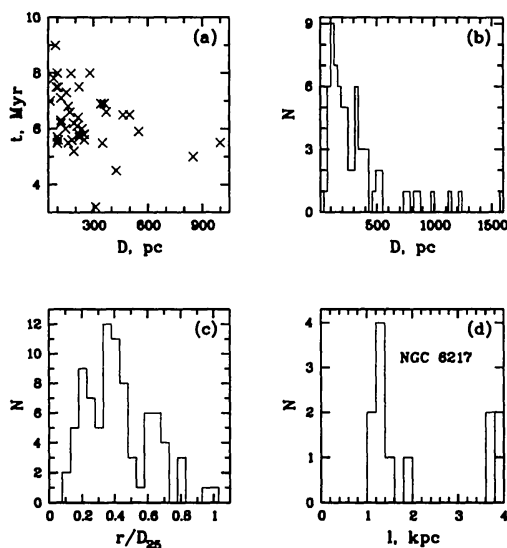 (a)
t, Myr
10
8
6
4
300 600 900
D, pc
(b)
N
9
6
3
0
500 1000 1500
D, pc
(c)
N
12
10
8
6
4
2
0
0 0.2 0.4 0.6 0.8 1
r/D25
(d)
NGC 6217
N
4
3
2
1
0
0 1 2 3 4
l, kpc